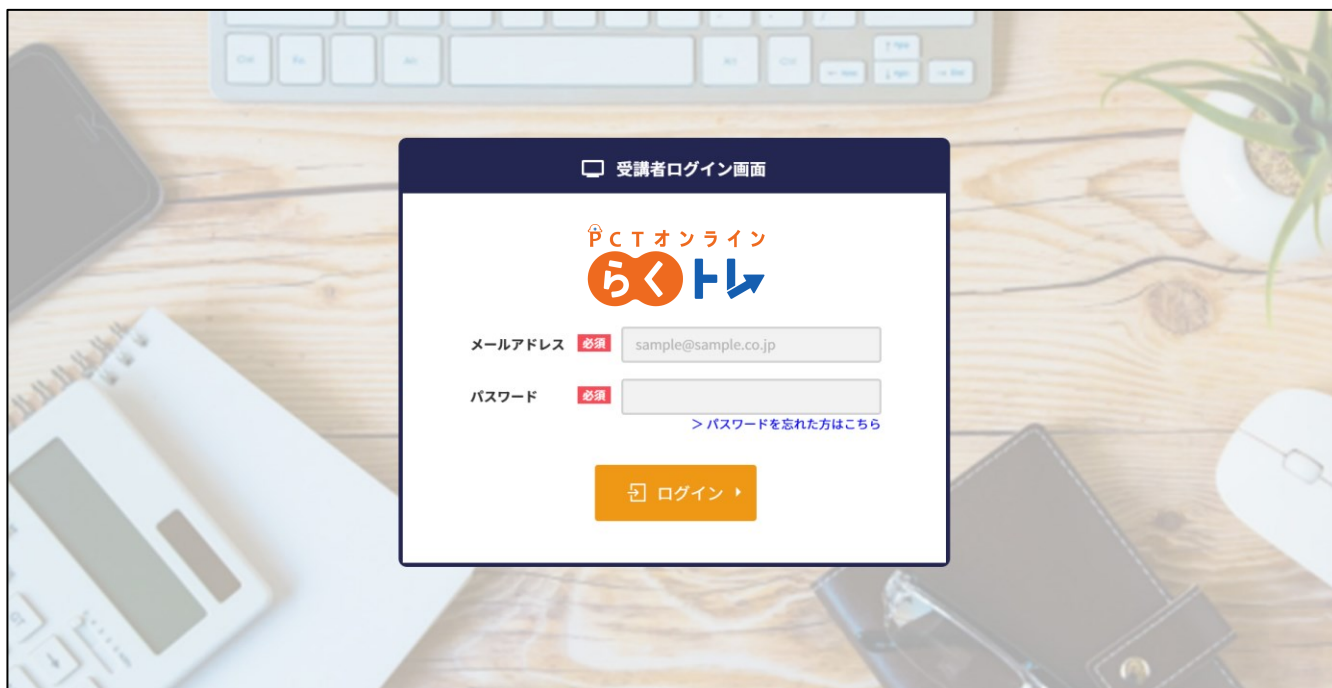 受講者ログイン画面
PCTオンライン
らくトレ
メールアドレス 必須 sample@sample.co.jp
パスワード 必須
＞パスワードを忘れた方はこちら
ログイン